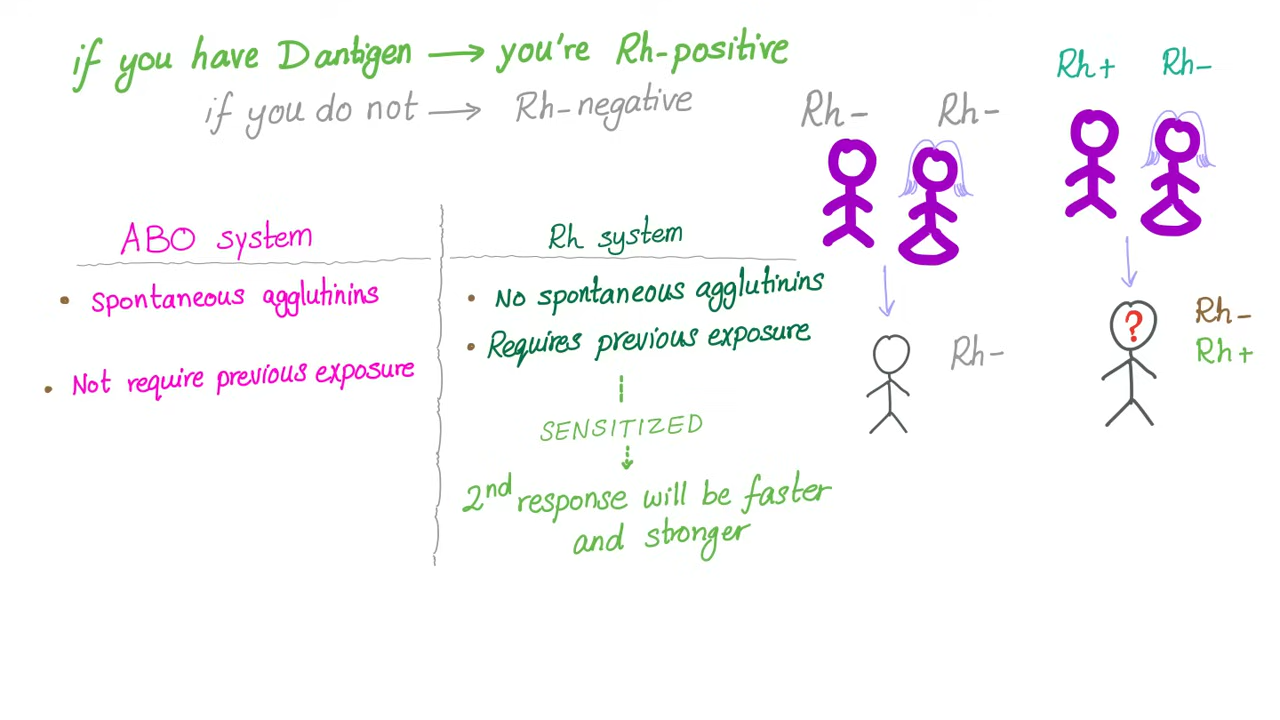 if you have D antigen → you're Rh-positive
if you do not → Rh-negative
ABO system
• Spontaneous agglutinins
• Not require previous exposure
Rh system
• No spontaneous agglutinins
• Requires previous exposure
SENSITIZED
2nd response will be faster
and stronger
Rh- Rh-
Rh-
Rh+ Rh-
?
Rh-
Rh+